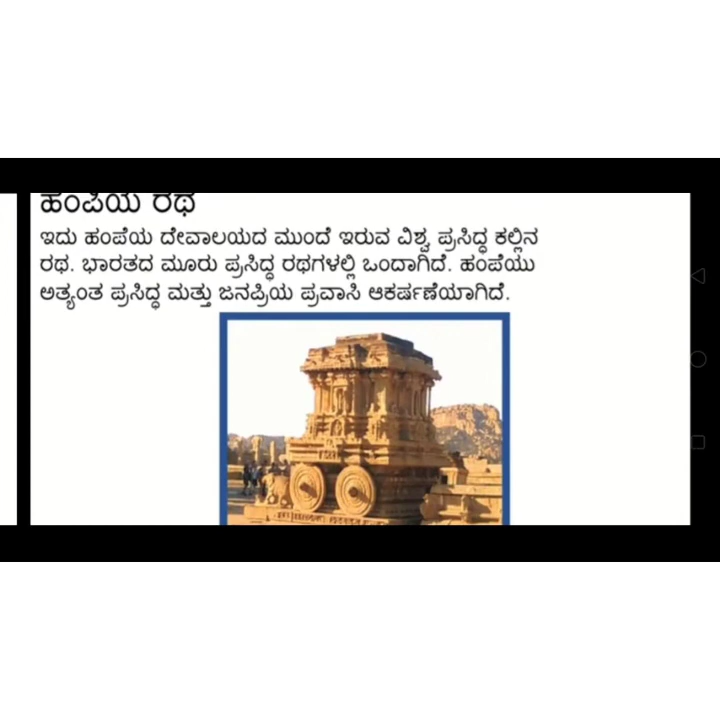 ಹಂಪಿಯ ರಥ
ಇದು ಹಂಪೆಯ ದೇವಾಲಯದ ಮುಂದೆ ಇರುವ ವಿಶ್ವ ಪ್ರಸಿದ್ಧ ಕಲ್ಲಿನ
ರಥ. ಭಾರತದ ಮೂರು ಪ್ರಸಿದ್ಧ ರಥಗಳಲ್ಲಿ ಒಂದಾಗಿದೆ. ಹಂಪೆಯು
ಅತ್ಯಂತ ಪ್ರಸಿದ್ಧ ಮತ್ತು ಜನಪ್ರಿಯ ಪ್ರವಾಸಿ ಆಕರ್ಷಣೆಯಾಗಿದೆ.